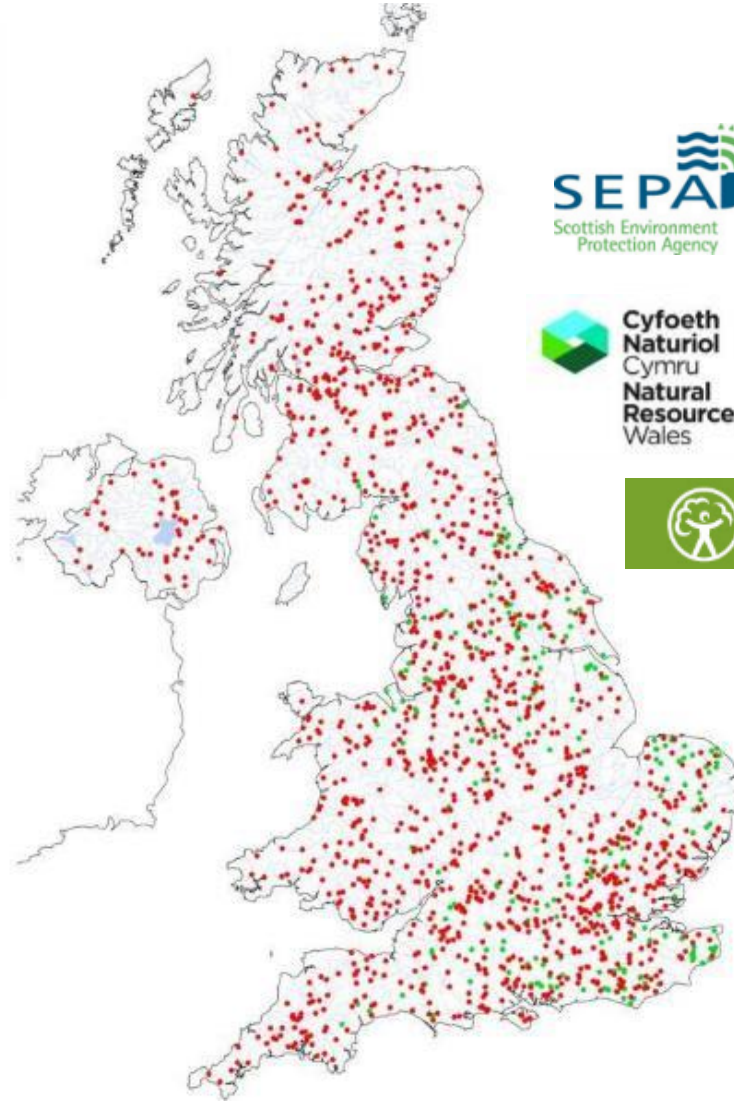 SEPA
Scottish Environment
Protection Agency
Cyfoeth
Naturiol
Cymru
Natural
Resource
Wales